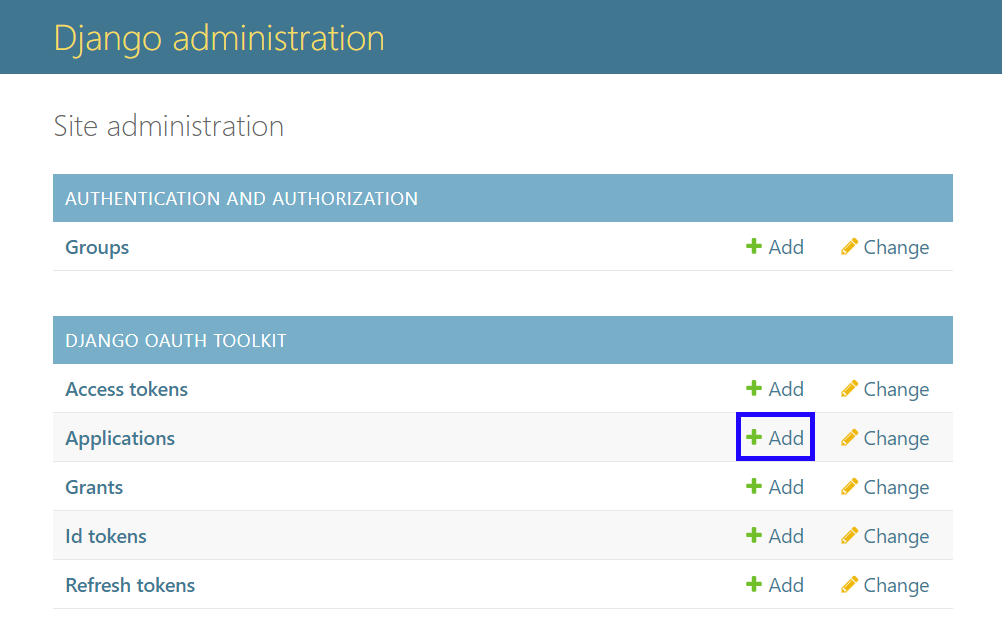 Django administration
Site administration
AUTHENTICATION AND AUTHORIZATION
Groups Add Change
DJANGO OAUTH TOOLKIT
Access tokens Add Change
Applications Add Change
Grants Add Change
Id tokens Add Change
Refresh tokens Add Change